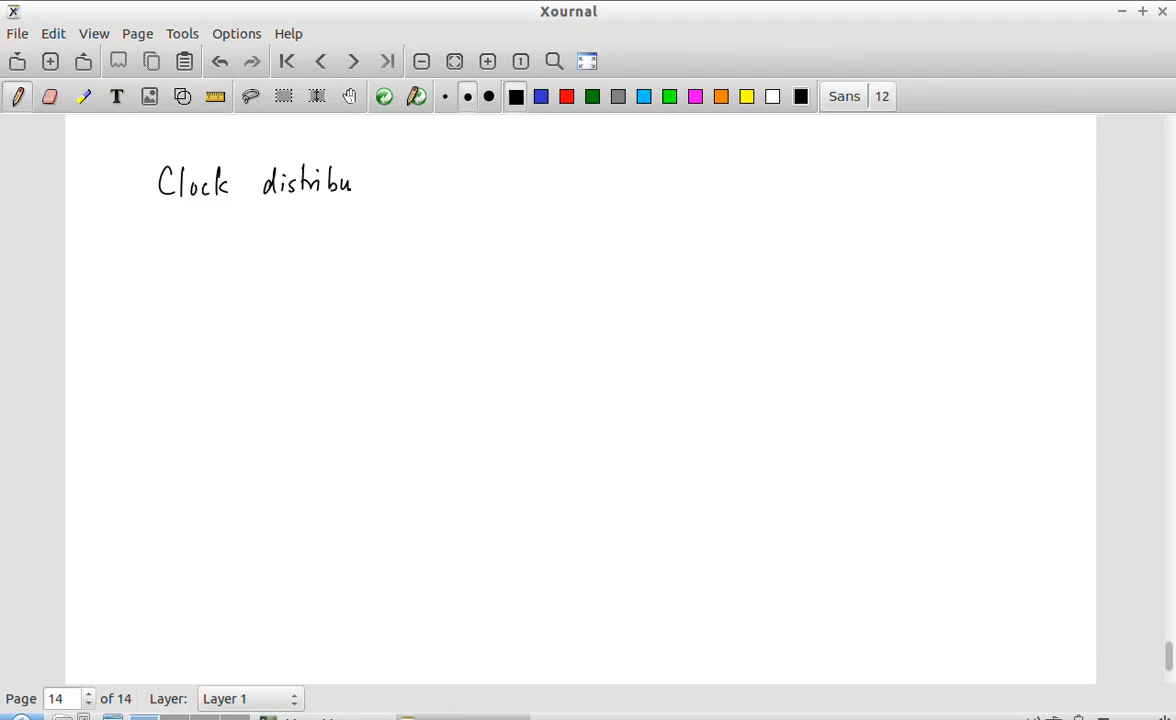 Xournal
File Edit View Page Tools Options Help
Sans 12
Clock distribu
Page 14 of 14 Layer: Layer 1